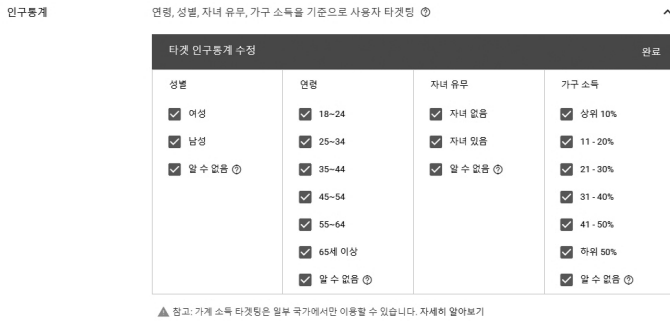 인구통계
연령, 성별, 자녀 유무, 가구 소득을 기준으로 사용자 타겟팅
타겟 인구통계 수정 완료
성별 연령 자녀 유무 가구 소득
여성 18~24 자녀 없음 상위 10%
남성 25~34 자녀 있음 11 - 20%
알 수 없음 35~44 알 수 없음 21 - 30%
45~54 31 - 40%
55~64 41 - 50%
65세 이상 하위 50%
알 수 없음 알 수 없음
참고: 가계 소득 타겟팅은 일부 국가에서만 이용할 수 있습니다. 자세히 알아보기